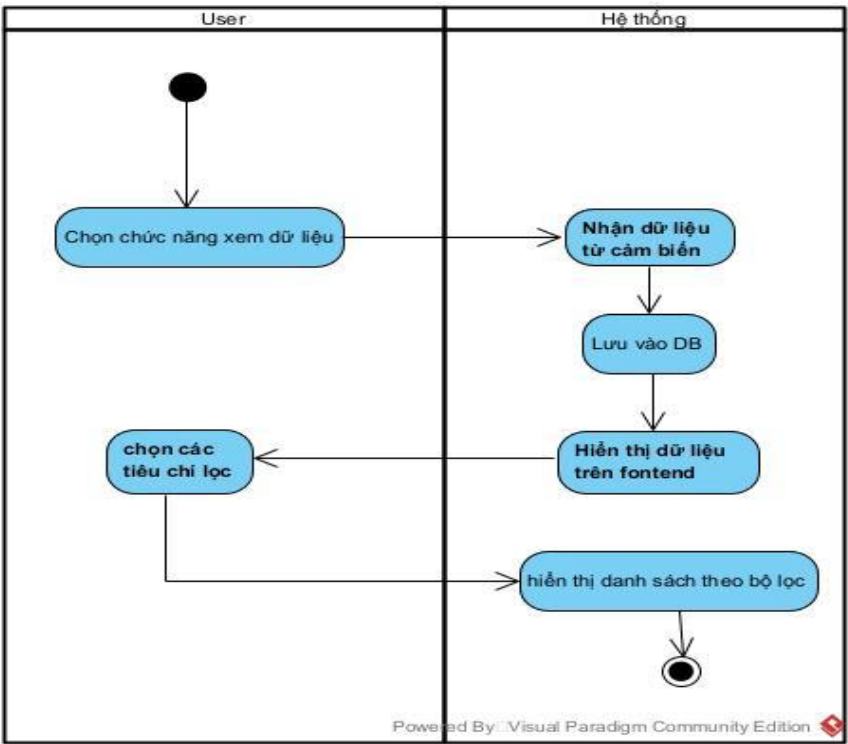 User
Hệ thống
Chọn chức năng xem dữ liệu
Nhận dữ liệu
từ cảm biến
Lưu vào DB
Hiển thị dữ liệu
trên fontend
chọn các
tiêu chí lọc
hiển thị danh sách theo bộ lọc
Powered By Visual Paradigm Community Edition